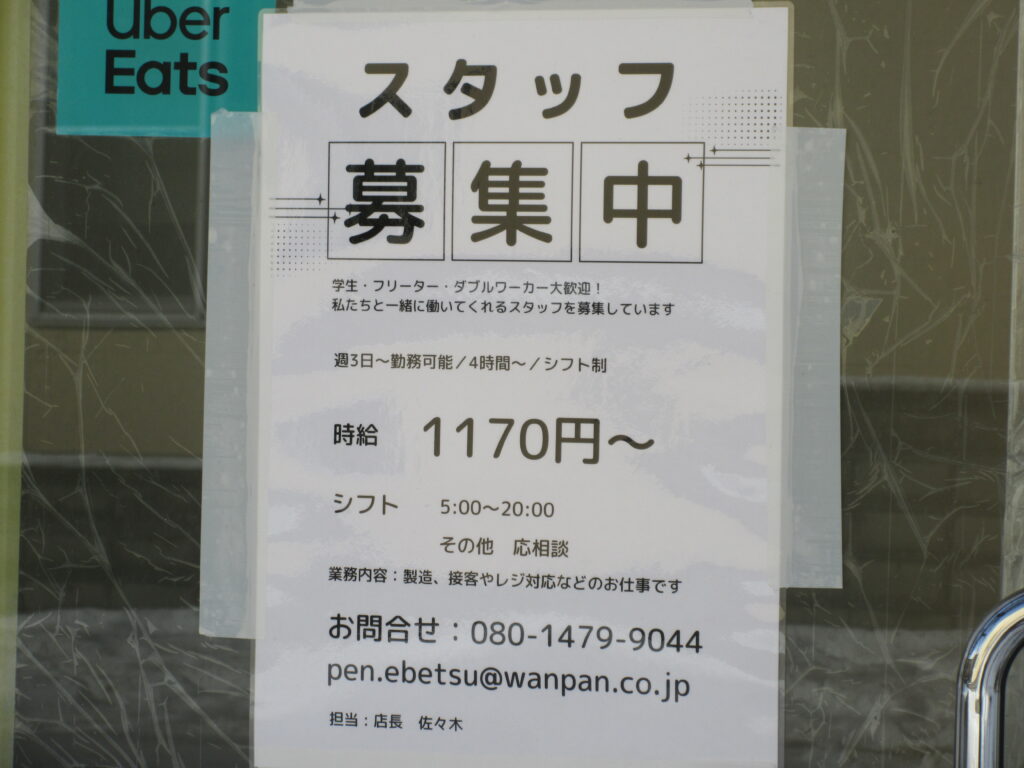 Uber
Eats
スタッフ
募集中
学生・フリーター・ダブルワーカー大歓迎！
私たちと一緒に働いてくれるスタッフを募集しています
週3日〜勤務可能／4時間〜／シフト制
時給 1170円〜
シフト 5:00〜20:00
その他 応相談
業務内容：製造、接客やレジ対応などのお仕事です
お問合せ：080-1479-9044
pen.ebetsu@wanpan.co.jp
担当：店長 佐々木